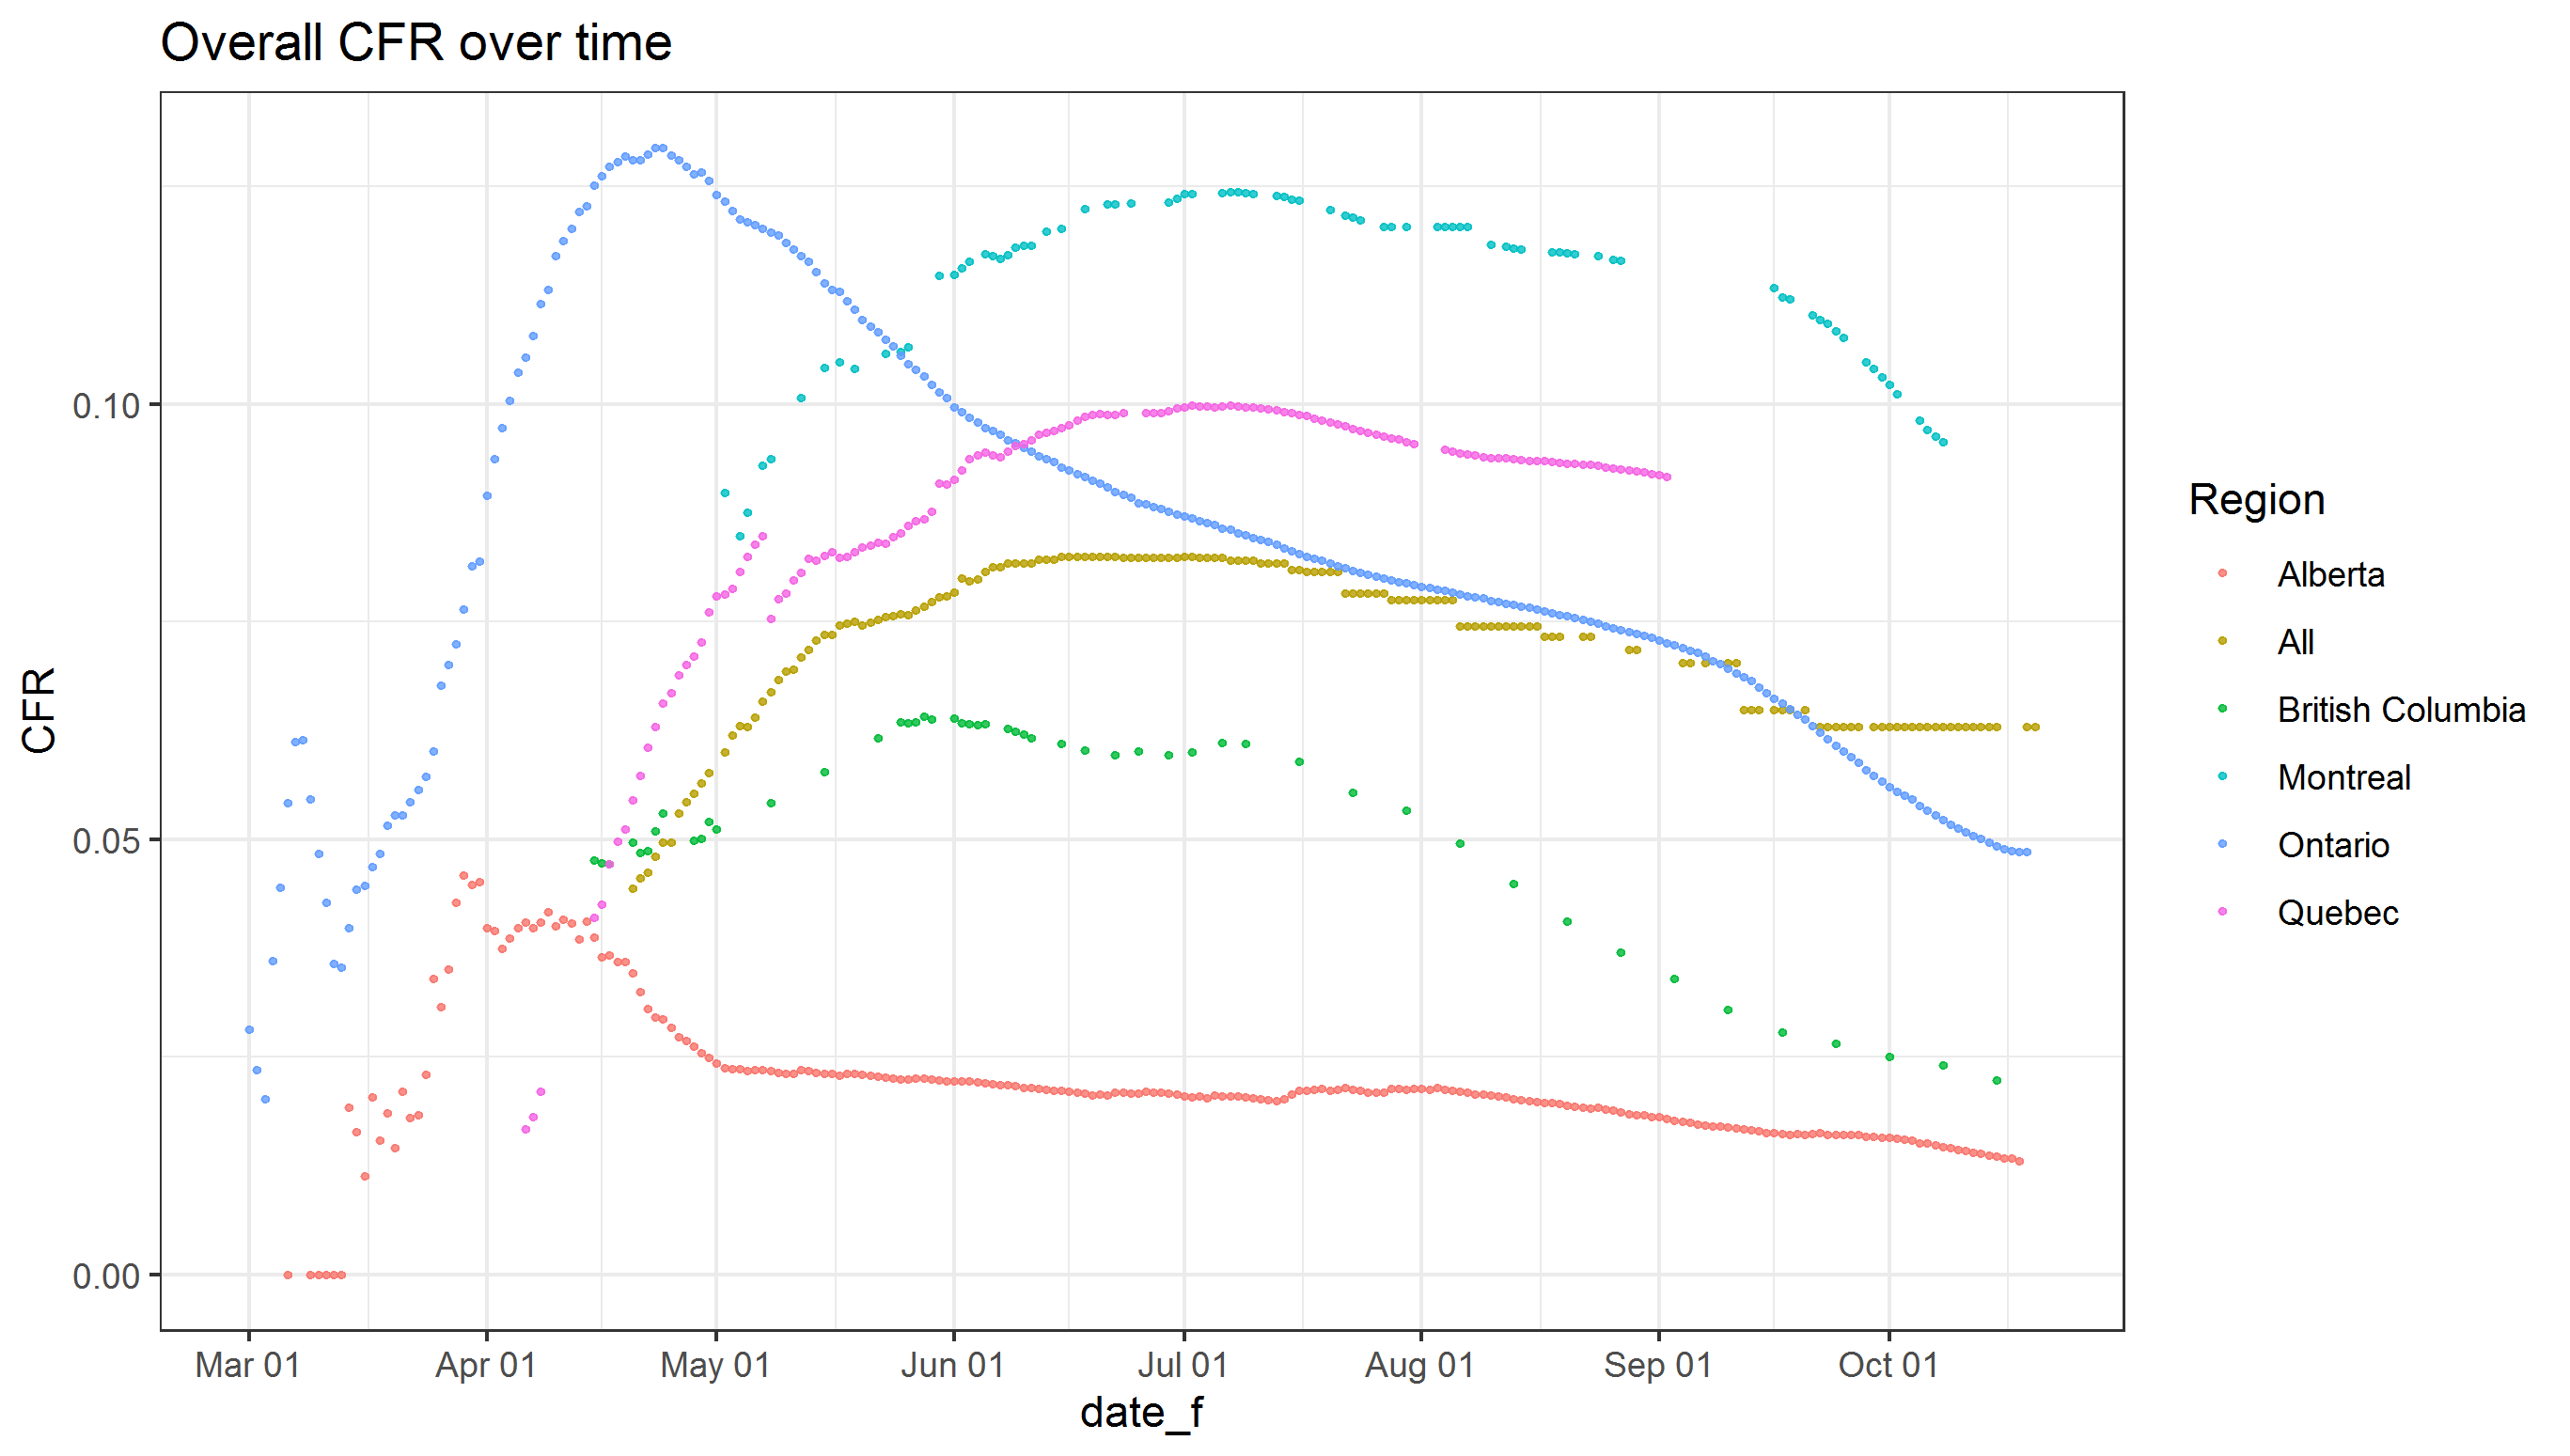 Overall CFR over time
CFR
0.10
0.05
0.00
Mar 01 Apr 01 May 01 Jun 01 Jul 01 Aug 01 Sep 01 Oct 01
date_f
Region
Alberta
All
British Columbia
Montreal
Ontario
Quebec